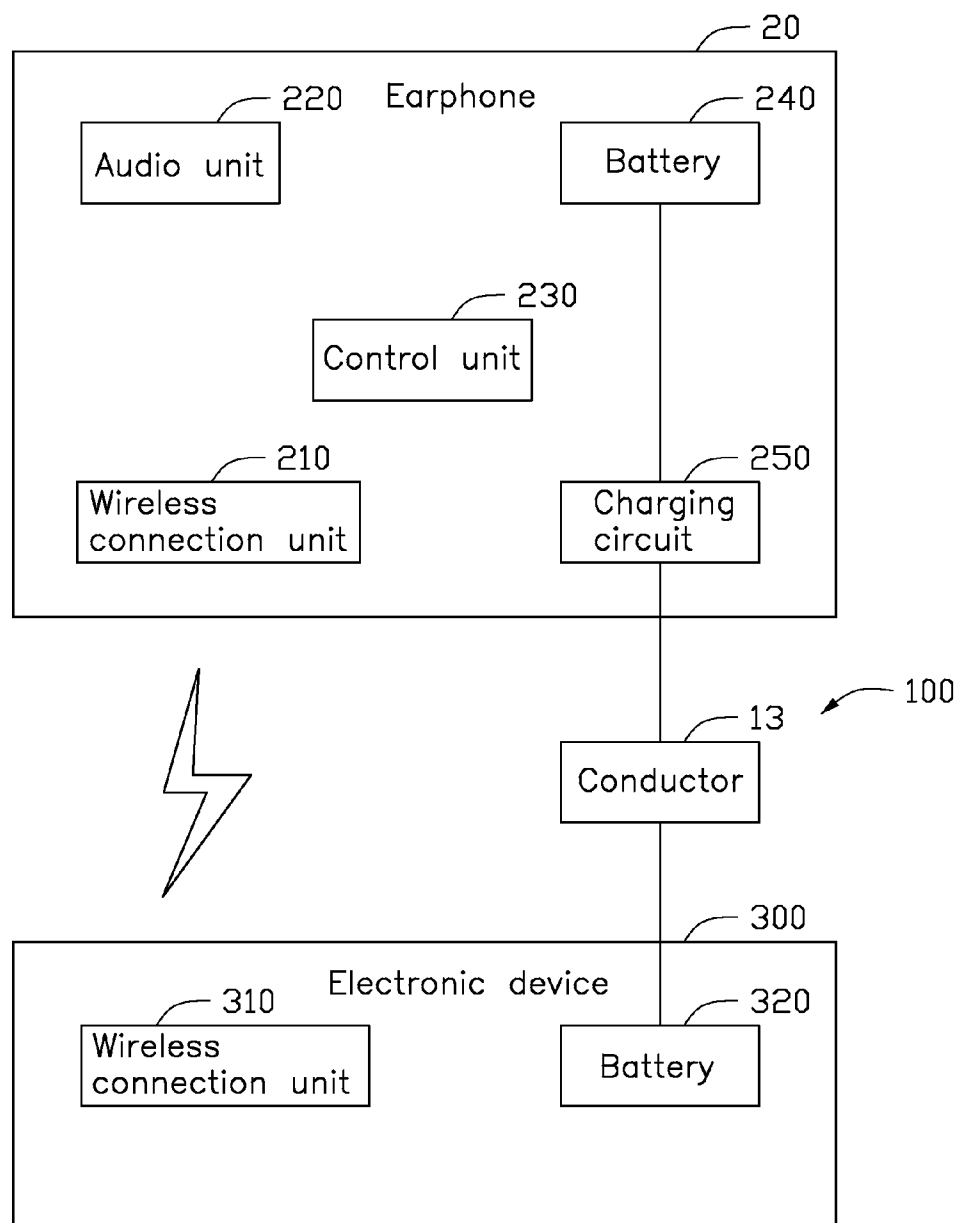 20
Earphone
220
240
Audio unit
Battery
230
Control unit
210
250
Wireless
connection unit
Charging
circuit
100
13
Conductor
300
Electronic device
310
320
Wireless
connection unit
Battery